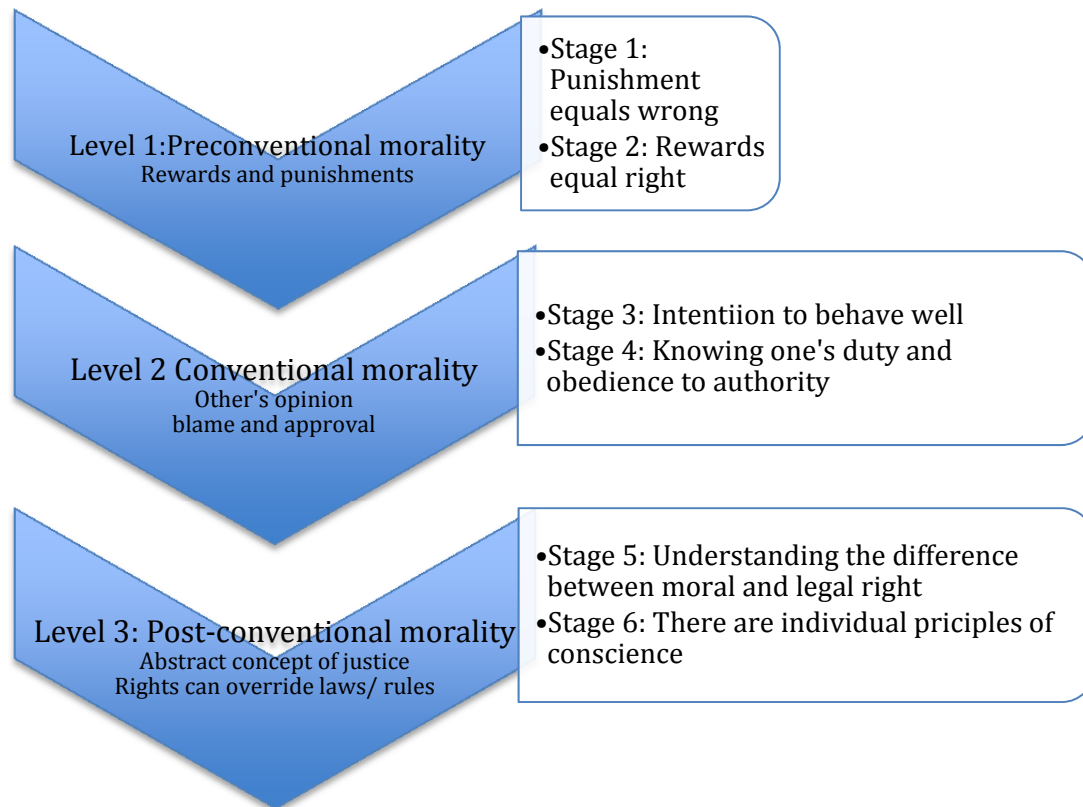 Level 1:Preconventional morality
Rewards and punishments
•Stage 1:
Punishment
equals wrong
•Stage 2: Rewards
equal right
Level 2 Conventional morality
Other's opinion
blame and approval
•Stage 3: Intentiion to behave well
•Stage 4: Knowing one's duty and
obedience to authority
Level 3: Post-conventional morality
Abstract concept of justice
Rights can override laws/ rules
•Stage 5: Understanding the difference
between moral and legal right
•Stage 6: There are individual priciples of
conscience